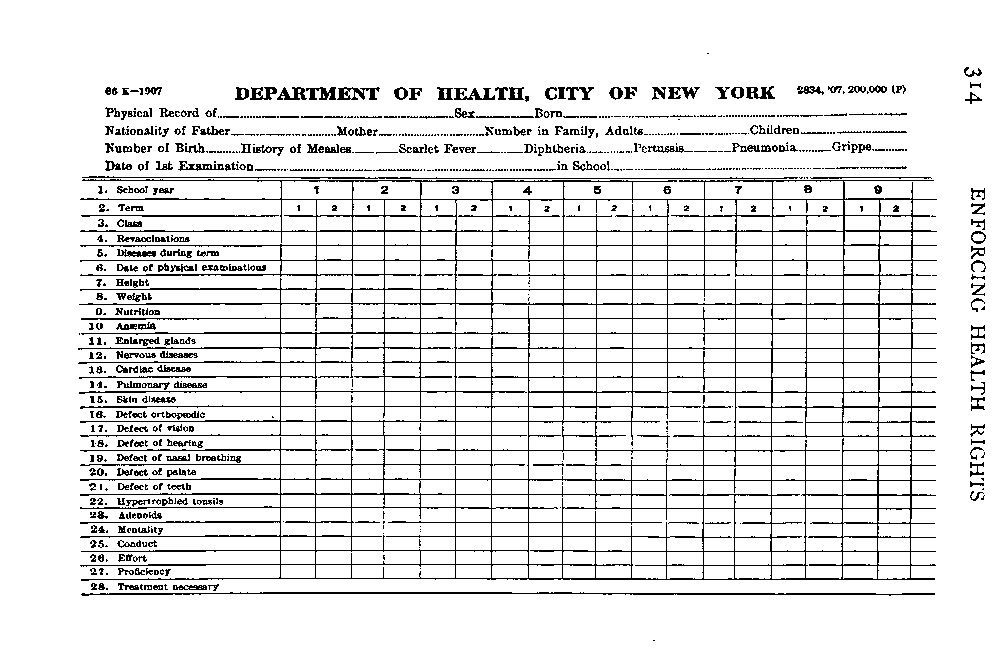 66 K—1907 DEPARTMENT OF HEALTH, CITY OF NEW YORK 2834, '07, 200,000 (P)
Physical Record of Sex Born
Nationality of Father Mother Number in Family, Adults Children
Number of Birth History of Measles Scarlet Fever Diphtheria Pertussis Pneumonia Grippe
Date of 1st Examination in School
1. School year 1 2 3 4 5 6 7 8 9
2. Term 1 2 1 2 1 2 1 2 1 2 1 2 1 2 1 2 1 2
3. Class
4. Revaccinations
5. Diseases during term
6. Date of physical examinations
7. Height
8. Weight
9. Nutrition
10 Anæmia
11. Enlarged glands
12. Nervous diseases
13. Cardiac disease
14. Pulmonary disease
15. Skin disease
16. Defect orthopædic
17. Defect of vision
18. Defect of hearing
19. Defect of nasal breathing
20. Defect of palate
21. Defect of teeth
22. Hypertrophied tonsils
23. Adenoids
24. Mentality
25. Conduct
26. Effort
27. Proficiency
28. Treatment necessary
314 ENFORCING HEALTH RIGHTS